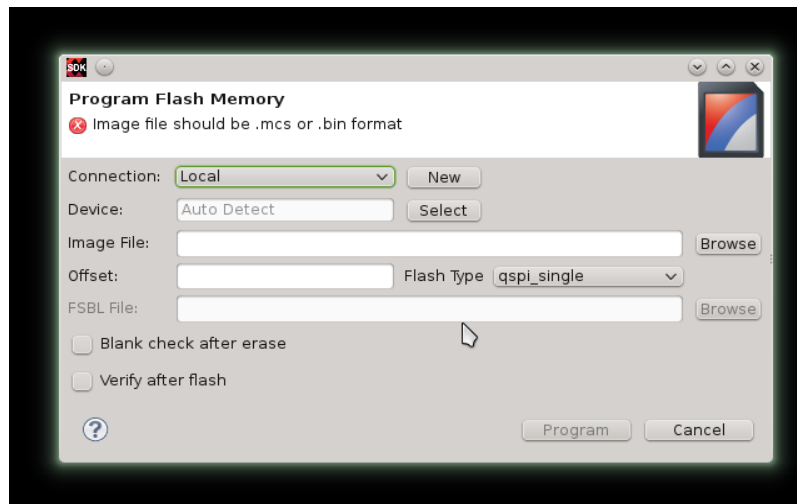 SDK
Program Flash Memory
Image file should be .mcs or .bin format
Connection: Local New
Device: Auto Detect Select
Image File: Browse
Offset: Flash Type qspi_single
FSBL File: Browse
Blank check after erase
Verify after flash
? Program Cancel